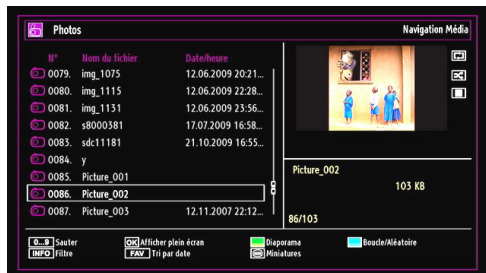 Photos Navigation Média
N° Nom du fichier Date/heure
0079. img_1075 12.06.2009 20:21...
0080. img_1115 12.06.2009 22:28...
0081. img_1131 12.06.2009 23:56...
0082. s8000381 17.07.2009 16:58...
0083. sdc11181 21.10.2009 16:55...
0084. y
0085. Picture_001
0086. Picture_002
0087. Picture_003 12.11.2007 22:12...
Picture_002
103 KB
86/103
0...9 Sauter OK Afficher plein écran Diaporama Boucle/Aléatoire
INFO Filtre FAV Tri par date Miniatures